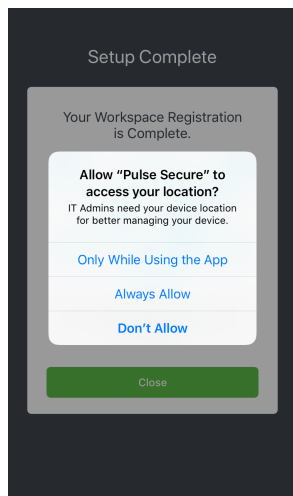 Setup Complete
Your Workspace Registration
is Complete.
Allow “Pulse Secure” to
access your location?
IT Admins need your device location
for better managing your device.
Only While Using the App
Always Allow
Don’t Allow
Close